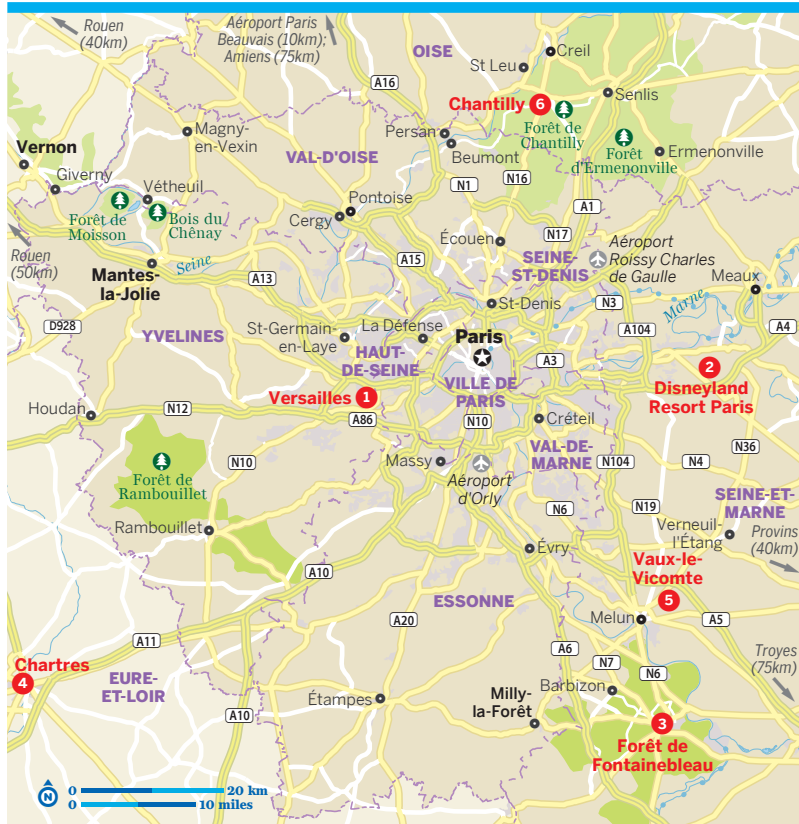 Rouen
(40km)
Aéroport Paris
Beauvais (10km);
Amiens (75km)
OISE
Creil
St Leu
A16
Senlis
Chantilly 6
Forêt de
Chantilly
Magny-
en-Vexin
Persan
Beumont
Forêt
d'Ermenonville
Ermenonville
Vernon
VAL-D'OISE
Giverny
Vétheuil
N1
N16
A1
Pontoise
Cergy
Forêt de
Moisson
Bois du
Chênay
N17
Écouen
Rouen
(50km)
Seine
A15
SEINE-
ST-DENIS
Aéroport
Roissy Charles
de Gaulle
Mantes-
la-Jolie
A13
Meaux
St-Denis
N3
Marne
D928
YVELINES
St-Germain-
en-Laye
La Défense
Paris
A104
A4
HAUT-
DE-SEINE
A3
2
Disneyland
Resort Paris
VILLE DE
PARIS
Versailles 1
Houdan
N12
A86
N10
Créteil
VAL-DE-
MARNE
N36
Massy
N10
N104
N4
Forêt de
Rambouillet
Aéroport
d'Orly
SEINE-ET-
MARNE
N19
N6
Rambouillet
Verneuil-
l'Étang
Provins
(40km)
Évry
Vaux-le-
Vicomte
5
A10
ESSONNE
A20
Melun
A5
A11
A6
Troyes
(75km)
Chartres
4
N7
N6
EURE-
ET-LOIR
Barbizon
Étampes
Milly-
la-Forêt
A10
3
Forêt de
Fontainebleau
N
0 20 km
0 10 miles